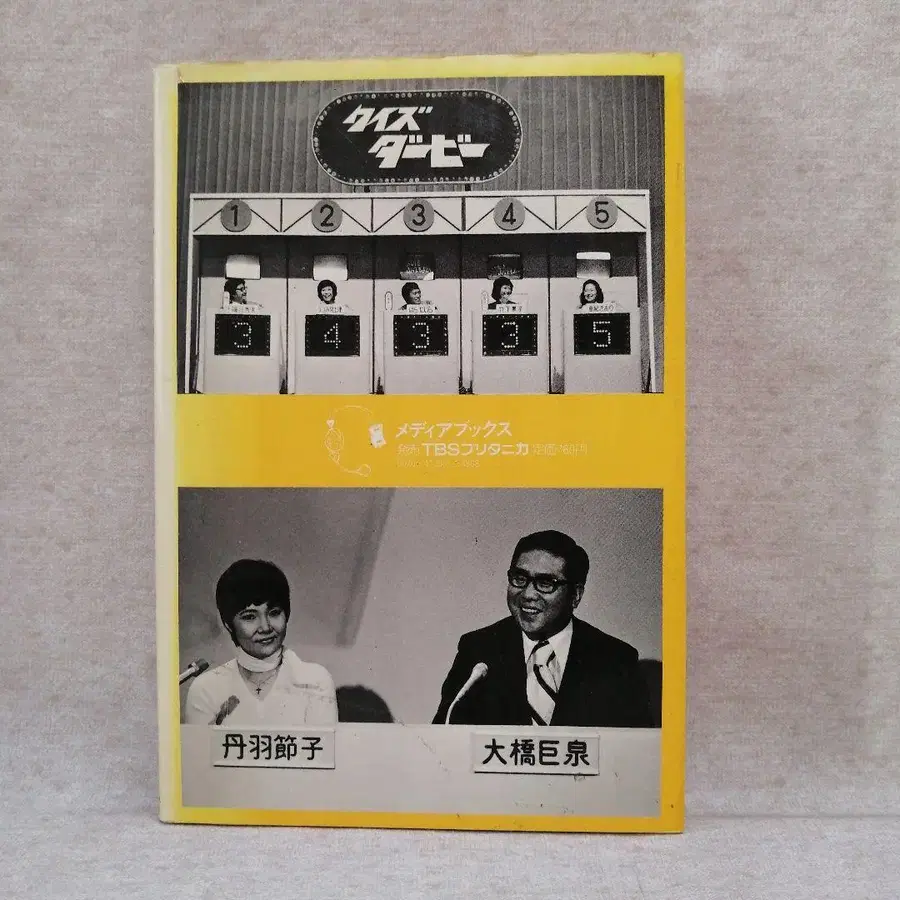 クイズ
ダービー
1 2 3 4 5
3 4 3 3 5
メディアブックス
発売 TBSブリタニカ
丹羽節子
大橋巨泉